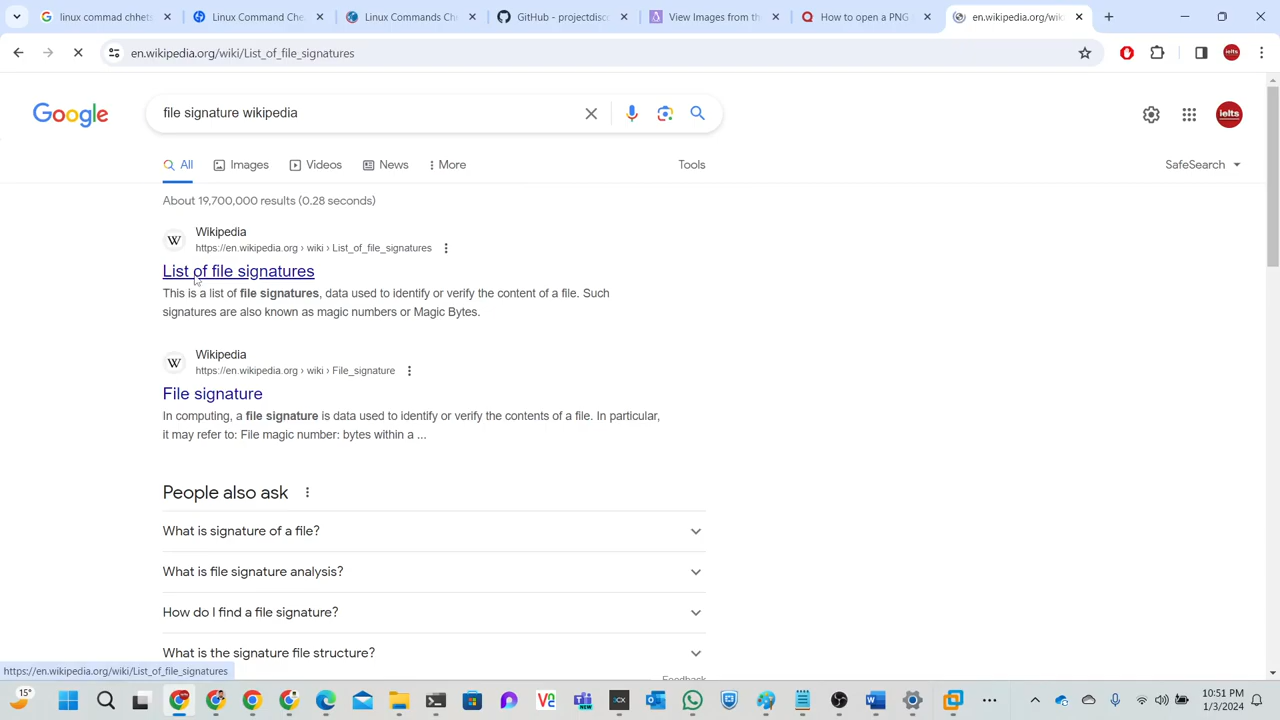 linux command chhets
Linux Command Che
Linux Commands Ch
GitHub - projectdisc
View Images from th
How to open a PNG
en.wikipedia.org/wik
en.wikipedia.org/wiki/List_of_file_signatures
ielts
Google
file signature wikipedia
ielts
All
Images
Videos
News
More
Tools
SafeSearch
About 19,700,000 results (0.28 seconds)
W
Wikipedia
https://en.wikipedia.org › wiki › List_of_file_signatures
List of file signatures
This is a list of file signatures, data used to identify or verify the content of a file. Such
signatures are also known as magic numbers or Magic Bytes.
W
Wikipedia
https://en.wikipedia.org › wiki › File_signature
File signature
In computing, a file signature is data used to identify or verify the contents of a file. In particular,
it may refer to: File magic number: bytes within a ...
People also ask
What is signature of a file?
What is file signature analysis?
How do I find a file signature?
What is the signature file structure?
Feedback
https://en.wikipedia.org/wiki/List_of_file_signatures
15°
10:51 PM
1/3/2024